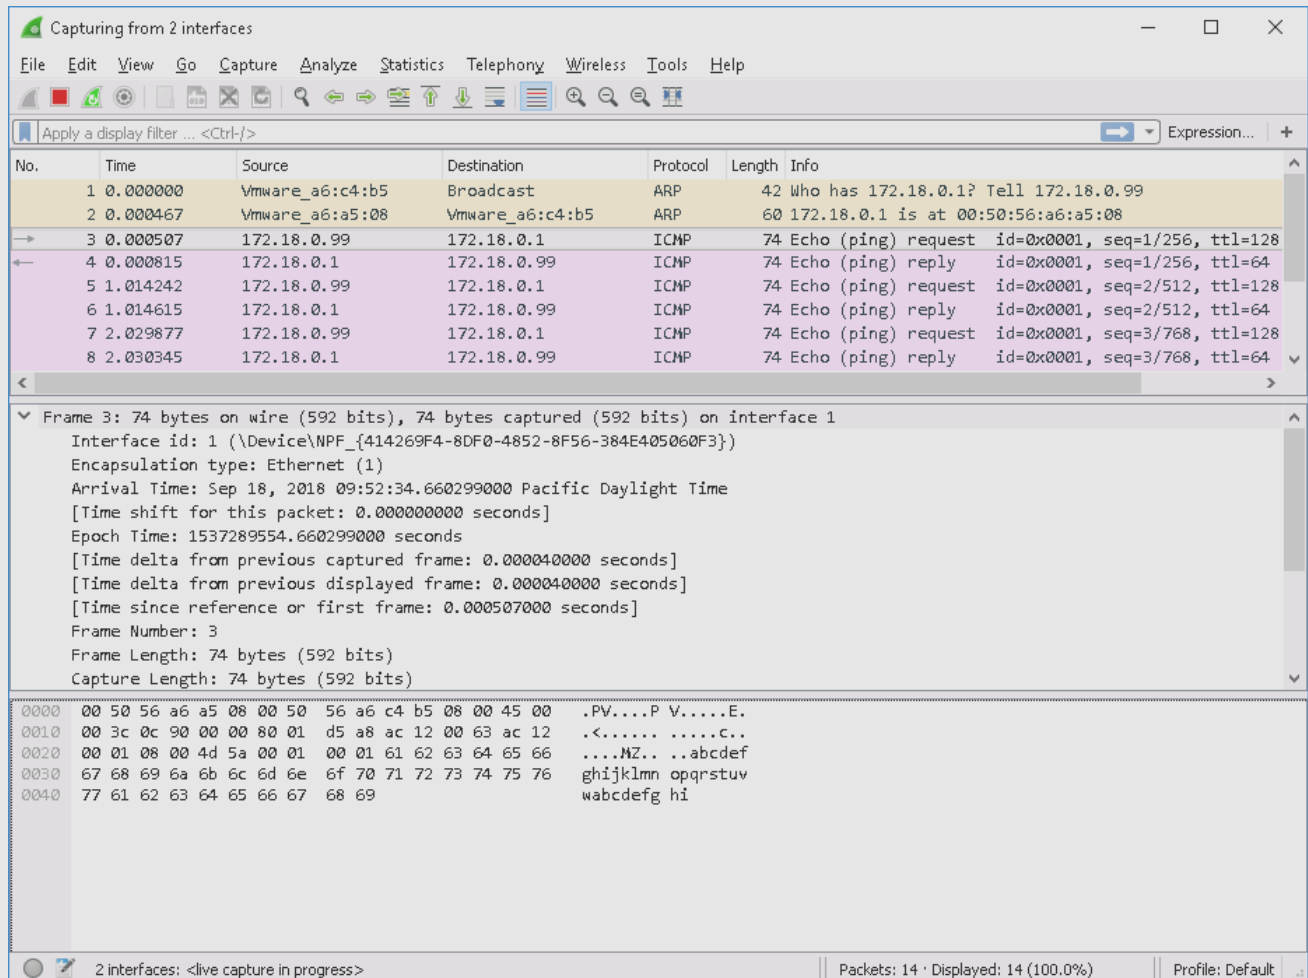 Capturing from 2 interfaces
File Edit View Go Capture Analyze Statistics Telephony Wireless Tools Help
Apply a display filter ... <Ctrl-/> Expression... +
No. Time Source Destination Protocol Length Info
1 0.000000 Vmware_a6:c4:b5 Broadcast ARP 42 Who has 172.18.0.1? Tell 172.18.0.99
2 0.000467 Vmware_a6:a5:08 Vmware_a6:c4:b5 ARP 60 172.18.0.1 is at 00:50:56:a6:a5:08
3 0.000507 172.18.0.99 172.18.0.1 ICMP 74 Echo (ping) request id=0x0001, seq=1/256, ttl=128
4 0.000815 172.18.0.1 172.18.0.99 ICMP 74 Echo (ping) reply id=0x0001, seq=1/256, ttl=64
5 1.014242 172.18.0.99 172.18.0.1 ICMP 74 Echo (ping) request id=0x0001, seq=2/512, ttl=128
6 1.014615 172.18.0.1 172.18.0.99 ICMP 74 Echo (ping) reply id=0x0001, seq=2/512, ttl=64
7 2.029877 172.18.0.99 172.18.0.1 ICMP 74 Echo (ping) request id=0x0001, seq=3/768, ttl=128
8 2.030345 172.18.0.1 172.18.0.99 ICMP 74 Echo (ping) reply id=0x0001, seq=3/768, ttl=64
Frame 3: 74 bytes on wire (592 bits), 74 bytes captured (592 bits) on interface 1
Interface id: 1 (\Device\NPF_{414269F4-8DF0-4852-8F56-384E405060F3})
Encapsulation type: Ethernet (1)
Arrival Time: Sep 18, 2018 09:52:34.660299000 Pacific Daylight Time
[Time shift for this packet: 0.000000000 seconds]
Epoch Time: 1537289554.660299000 seconds
[Time delta from previous captured frame: 0.000040000 seconds]
[Time delta from previous displayed frame: 0.000040000 seconds]
[Time since reference or first frame: 0.000507000 seconds]
Frame Number: 3
Frame Length: 74 bytes (592 bits)
Capture Length: 74 bytes (592 bits)
0000 00 50 56 a6 a5 08 00 50 56 a6 c4 b5 08 00 45 00 .PV....P V.....E.
0010 00 3c 0c 90 00 00 80 01 d5 a8 ac 12 00 63 ac 12 .<...... .....c..
0020 00 01 08 00 4d 5a 00 01 00 01 61 62 63 64 65 66 ....MZ.. ..abcdef
0030 67 68 69 6a 6b 6c 6d 6e 6f 70 71 72 73 74 75 76 ghijklmn opqrstuv
0040 77 61 62 63 64 65 66 67 68 69 wabcdefg hi
2 interfaces: <live capture in progress> Packets: 14 · Displayed: 14 (100.0%) Profile: Default